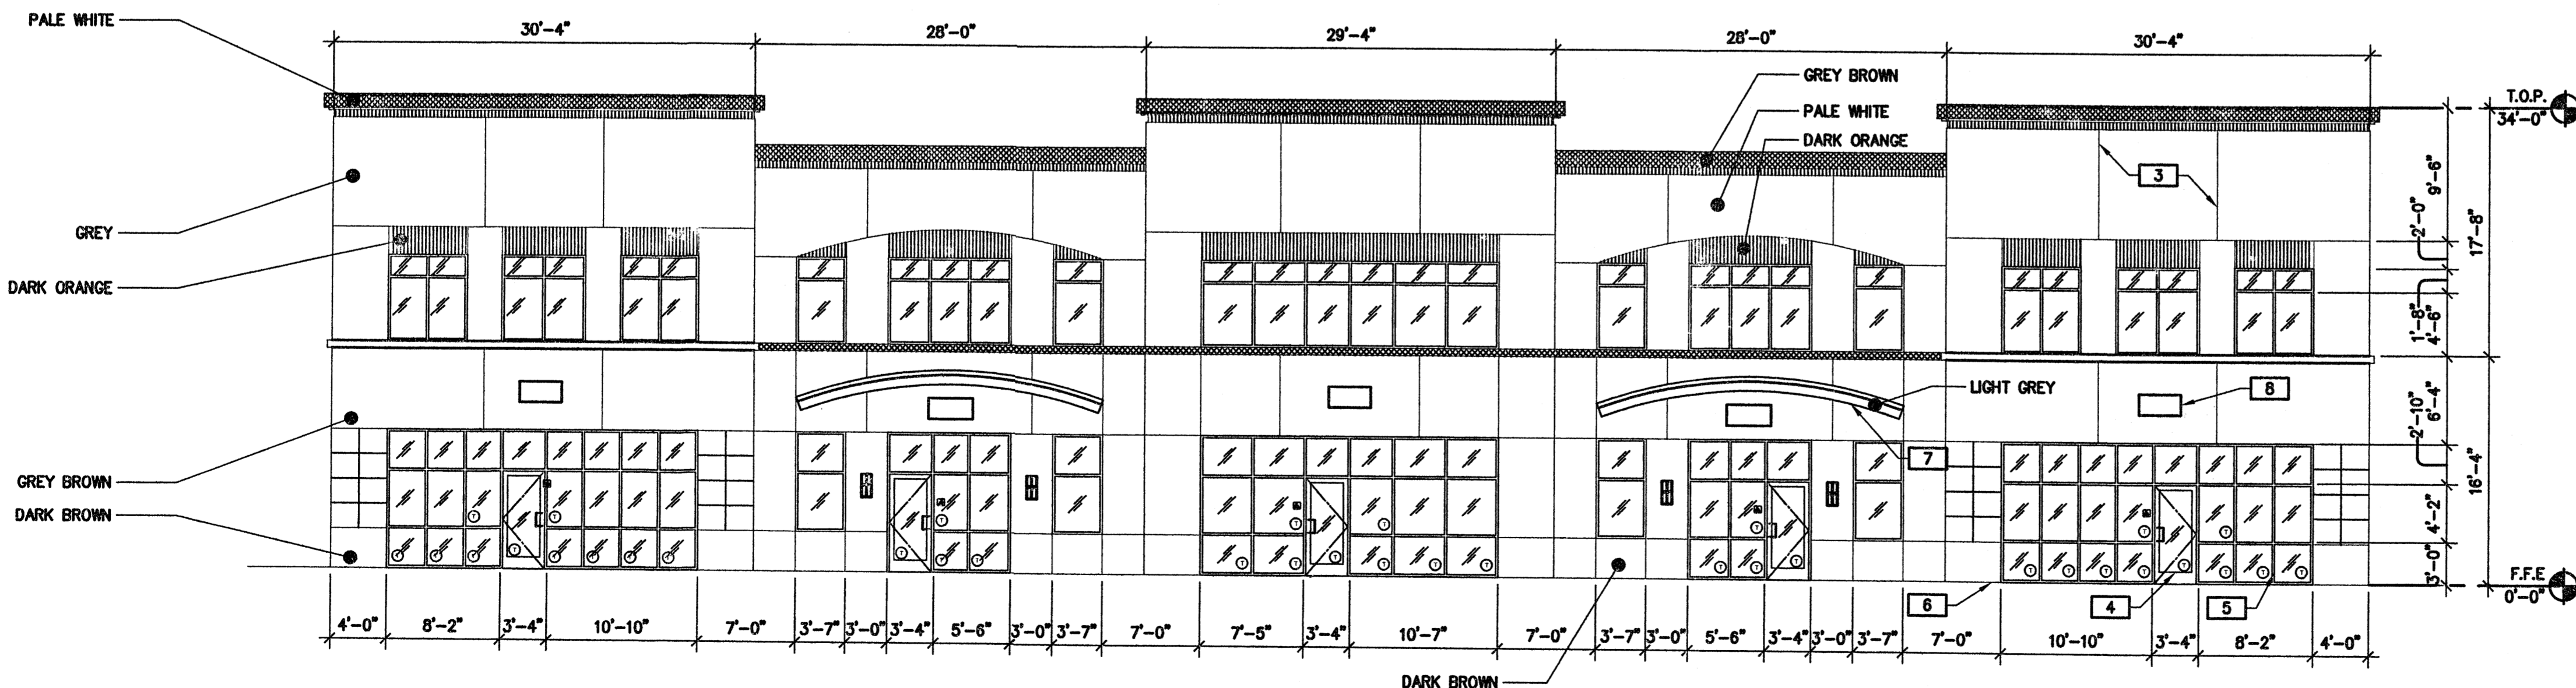 PALE WHITE
30'-4"
28'-0"
29'-4"
28'-0"
30'-4"
GREY BROWN
PALE WHITE
DARK ORANGE
T.O.P.
34'-0"
GREY
DARK ORANGE
3
9'-6"
2'-0"
17'-8"
1'-8"
4'-6"
LIGHT GREY
8
7
2'-10"
6'-4"
16'-4"
4'-2"
3'-0"
GREY BROWN
DARK BROWN
T T T T T T T T T T T T T T T T T T T T T T T T T T T T T T T T T T T T T
F.F.E
0'-0"
6
4
5
4'-0" 8'-2" 3'-4" 10'-10" 7'-0" 3'-7" 3'-0" 3'-4" 5'-6" 3'-0" 3'-7" 7'-0" 7'-5" 3'-4" 10'-7" 7'-0" 3'-7" 3'-0" 5'-6" 3'-4" 3'-0" 3'-7" 7'-0" 10'-10" 3'-4" 8'-2" 4'-0"
DARK BROWN